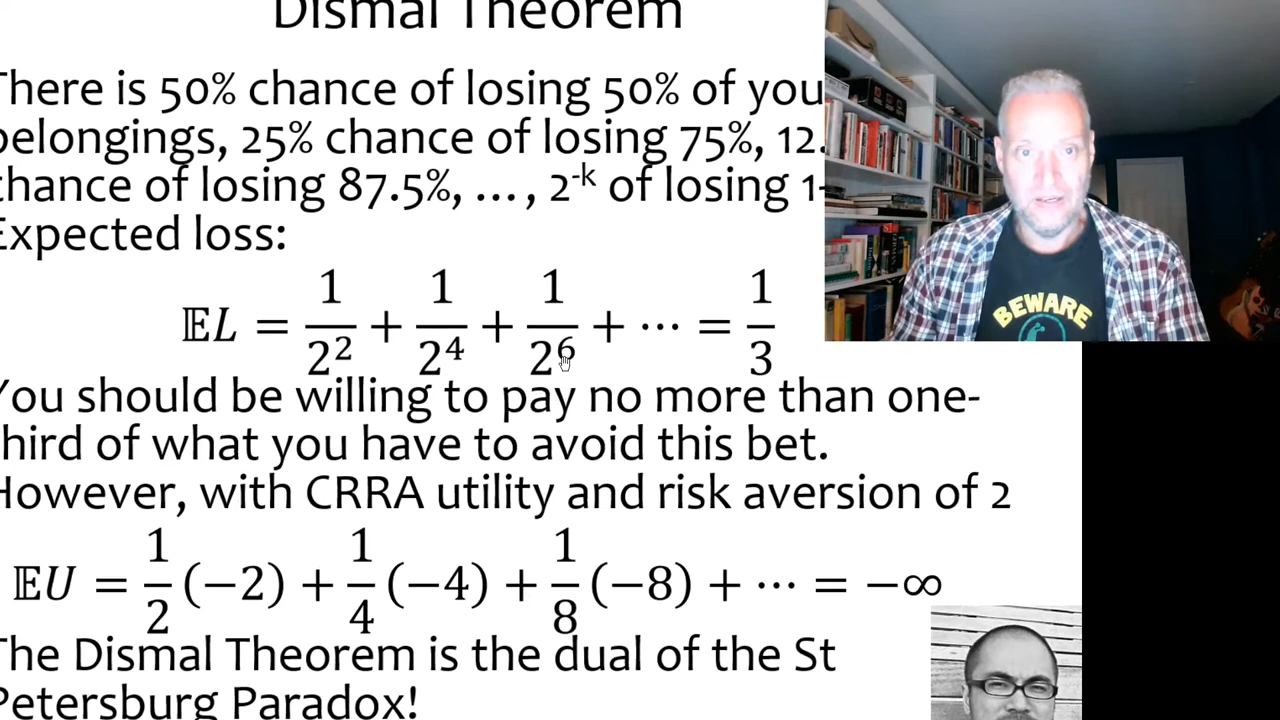 Dismal Theorem
There is 50% chance of losing 50% of you
belongings, 25% chance of losing 75%, 12.
chance of losing 87.5%, …, 2^-k of losing 1-
Expected loss:
𝔼L = 1/2^2 + 1/2^4 + 1/2^6 + ⋯ = 1/3
You should be willing to pay no more than one-
third of what you have to avoid this bet.
However, with CRRA utility and risk aversion of 2
𝔼U = 1/2 (−2) + 1/4 (−4) + 1/8 (−8) + ⋯ = −∞
The Dismal Theorem is the dual of the St
Petersburg Paradox!
BEWARE